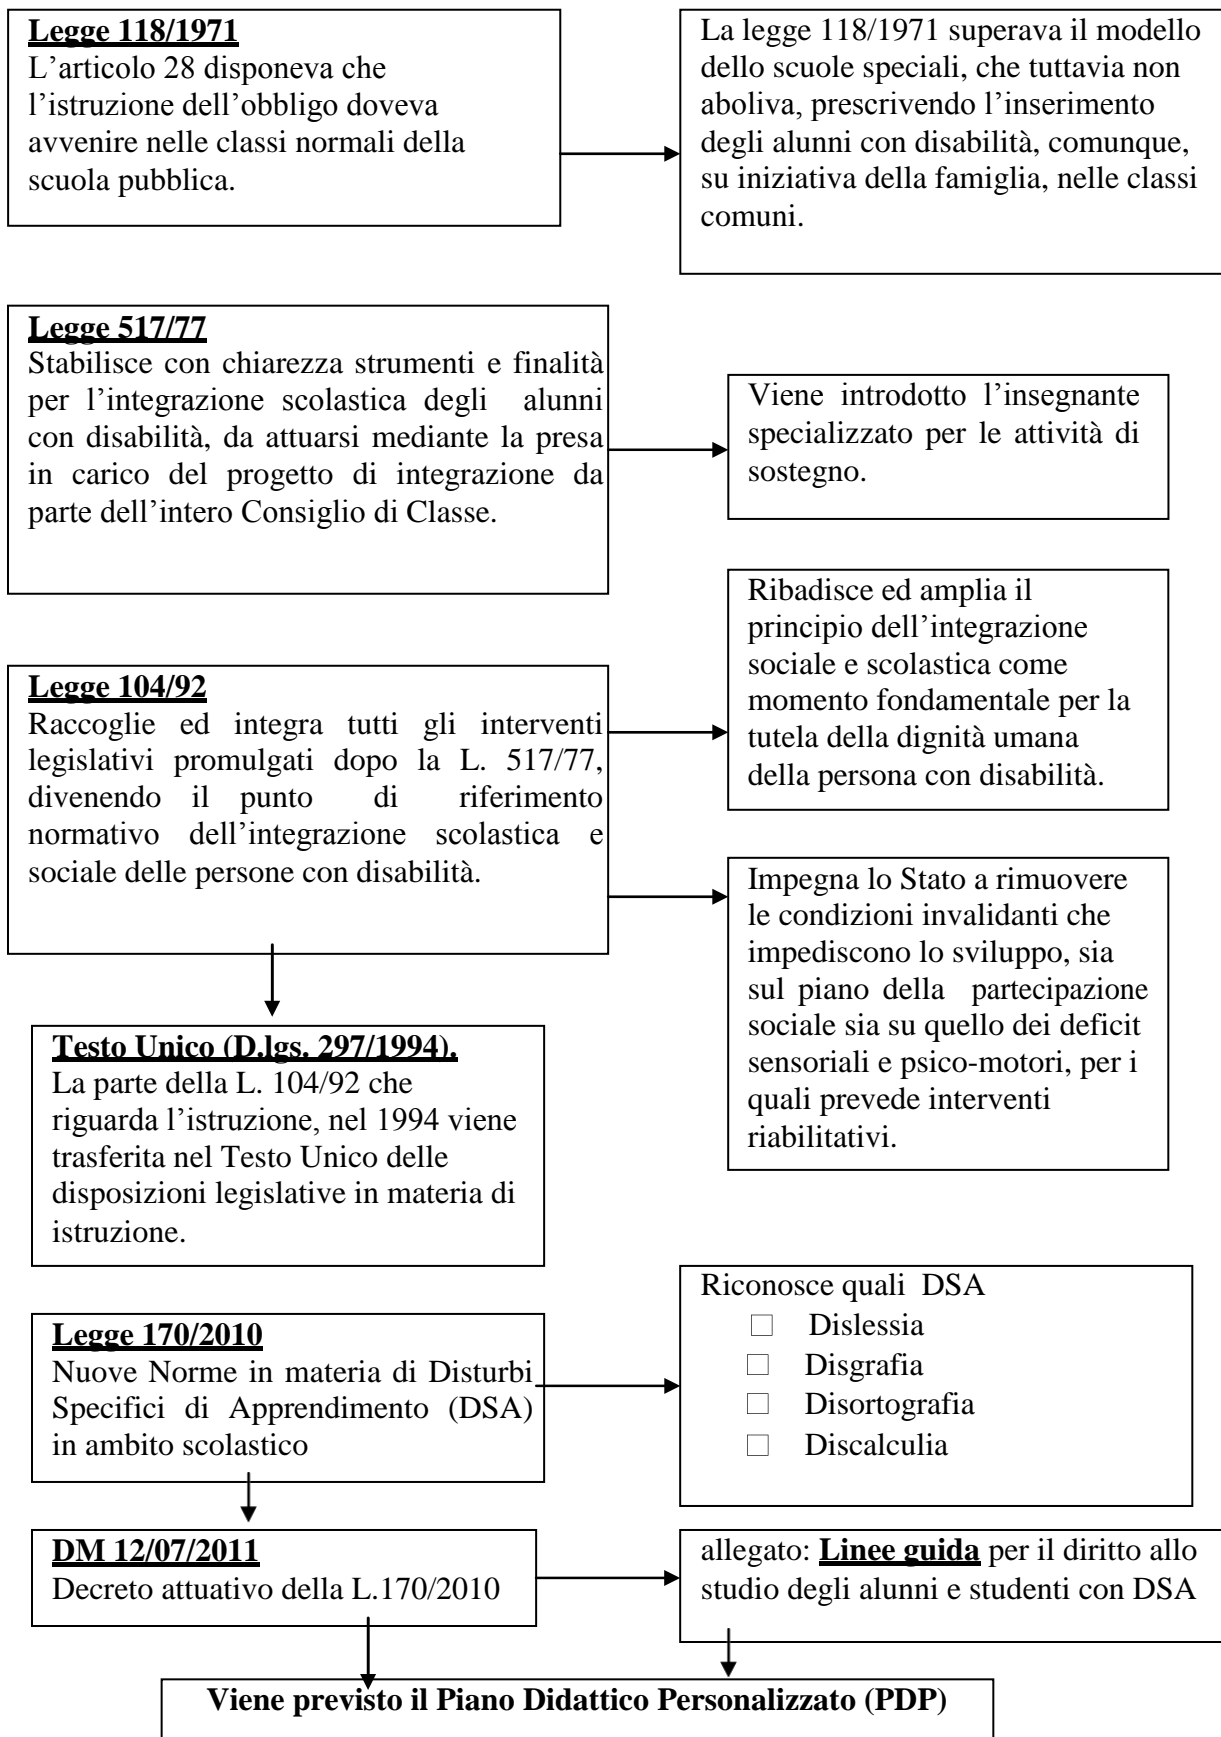 Legge 118/1971
L’articolo 28 disponeva che
l’istruzione dell’obbligo doveva
avvenire nelle classi normali della
scuola pubblica.
La legge 118/1971 superava il modello
dello scuole speciali, che tuttavia non
aboliva, prescrivendo l’inserimento
degli alunni con disabilità, comunque,
su iniziativa della famiglia, nelle classi
comuni.
Legge 517/77
Stabilisce con chiarezza strumenti e finalità
per l’integrazione scolastica degli alunni
con disabilità, da attuarsi mediante la presa
in carico del progetto di integrazione da
parte dell’intero Consiglio di Classe.
Viene introdotto l’insegnante
specializzato per le attività di
sostegno.
Legge 104/92
Raccoglie ed integra tutti gli interventi
legislativi promulgati dopo la L. 517/77,
divenendo il punto di riferimento
normativo dell’integrazione scolastica e
sociale delle persone con disabilità.
Ribadisce ed amplia il
principio dell’integrazione
sociale e scolastica come
momento fondamentale per la
tutela della dignità umana
della persona con disabilità.
Impegna lo Stato a rimuovere
le condizioni invalidanti che
impediscono lo sviluppo, sia
sul piano della partecipazione
sociale sia su quello dei deficit
sensoriali e psico-motori, per i
quali prevede interventi
riabilitativi.
Testo Unico (D.lgs. 297/1994).
La parte della L. 104/92 che
riguarda l’istruzione, nel 1994 viene
trasferita nel Testo Unico delle
disposizioni legislative in materia di
istruzione.
Legge 170/2010
Nuove Norme in materia di Disturbi
Specifici di Apprendimento (DSA)
in ambito scolastico
Riconosce quali DSA
□ Dislessia
□ Disgrafia
□ Disortografia
□ Discalculia
DM 12/07/2011
Decreto attuativo della L.170/2010
allegato: Linee guida per il diritto allo
studio degli alunni e studenti con DSA
Viene previsto il Piano Didattico Personalizzato (PDP)